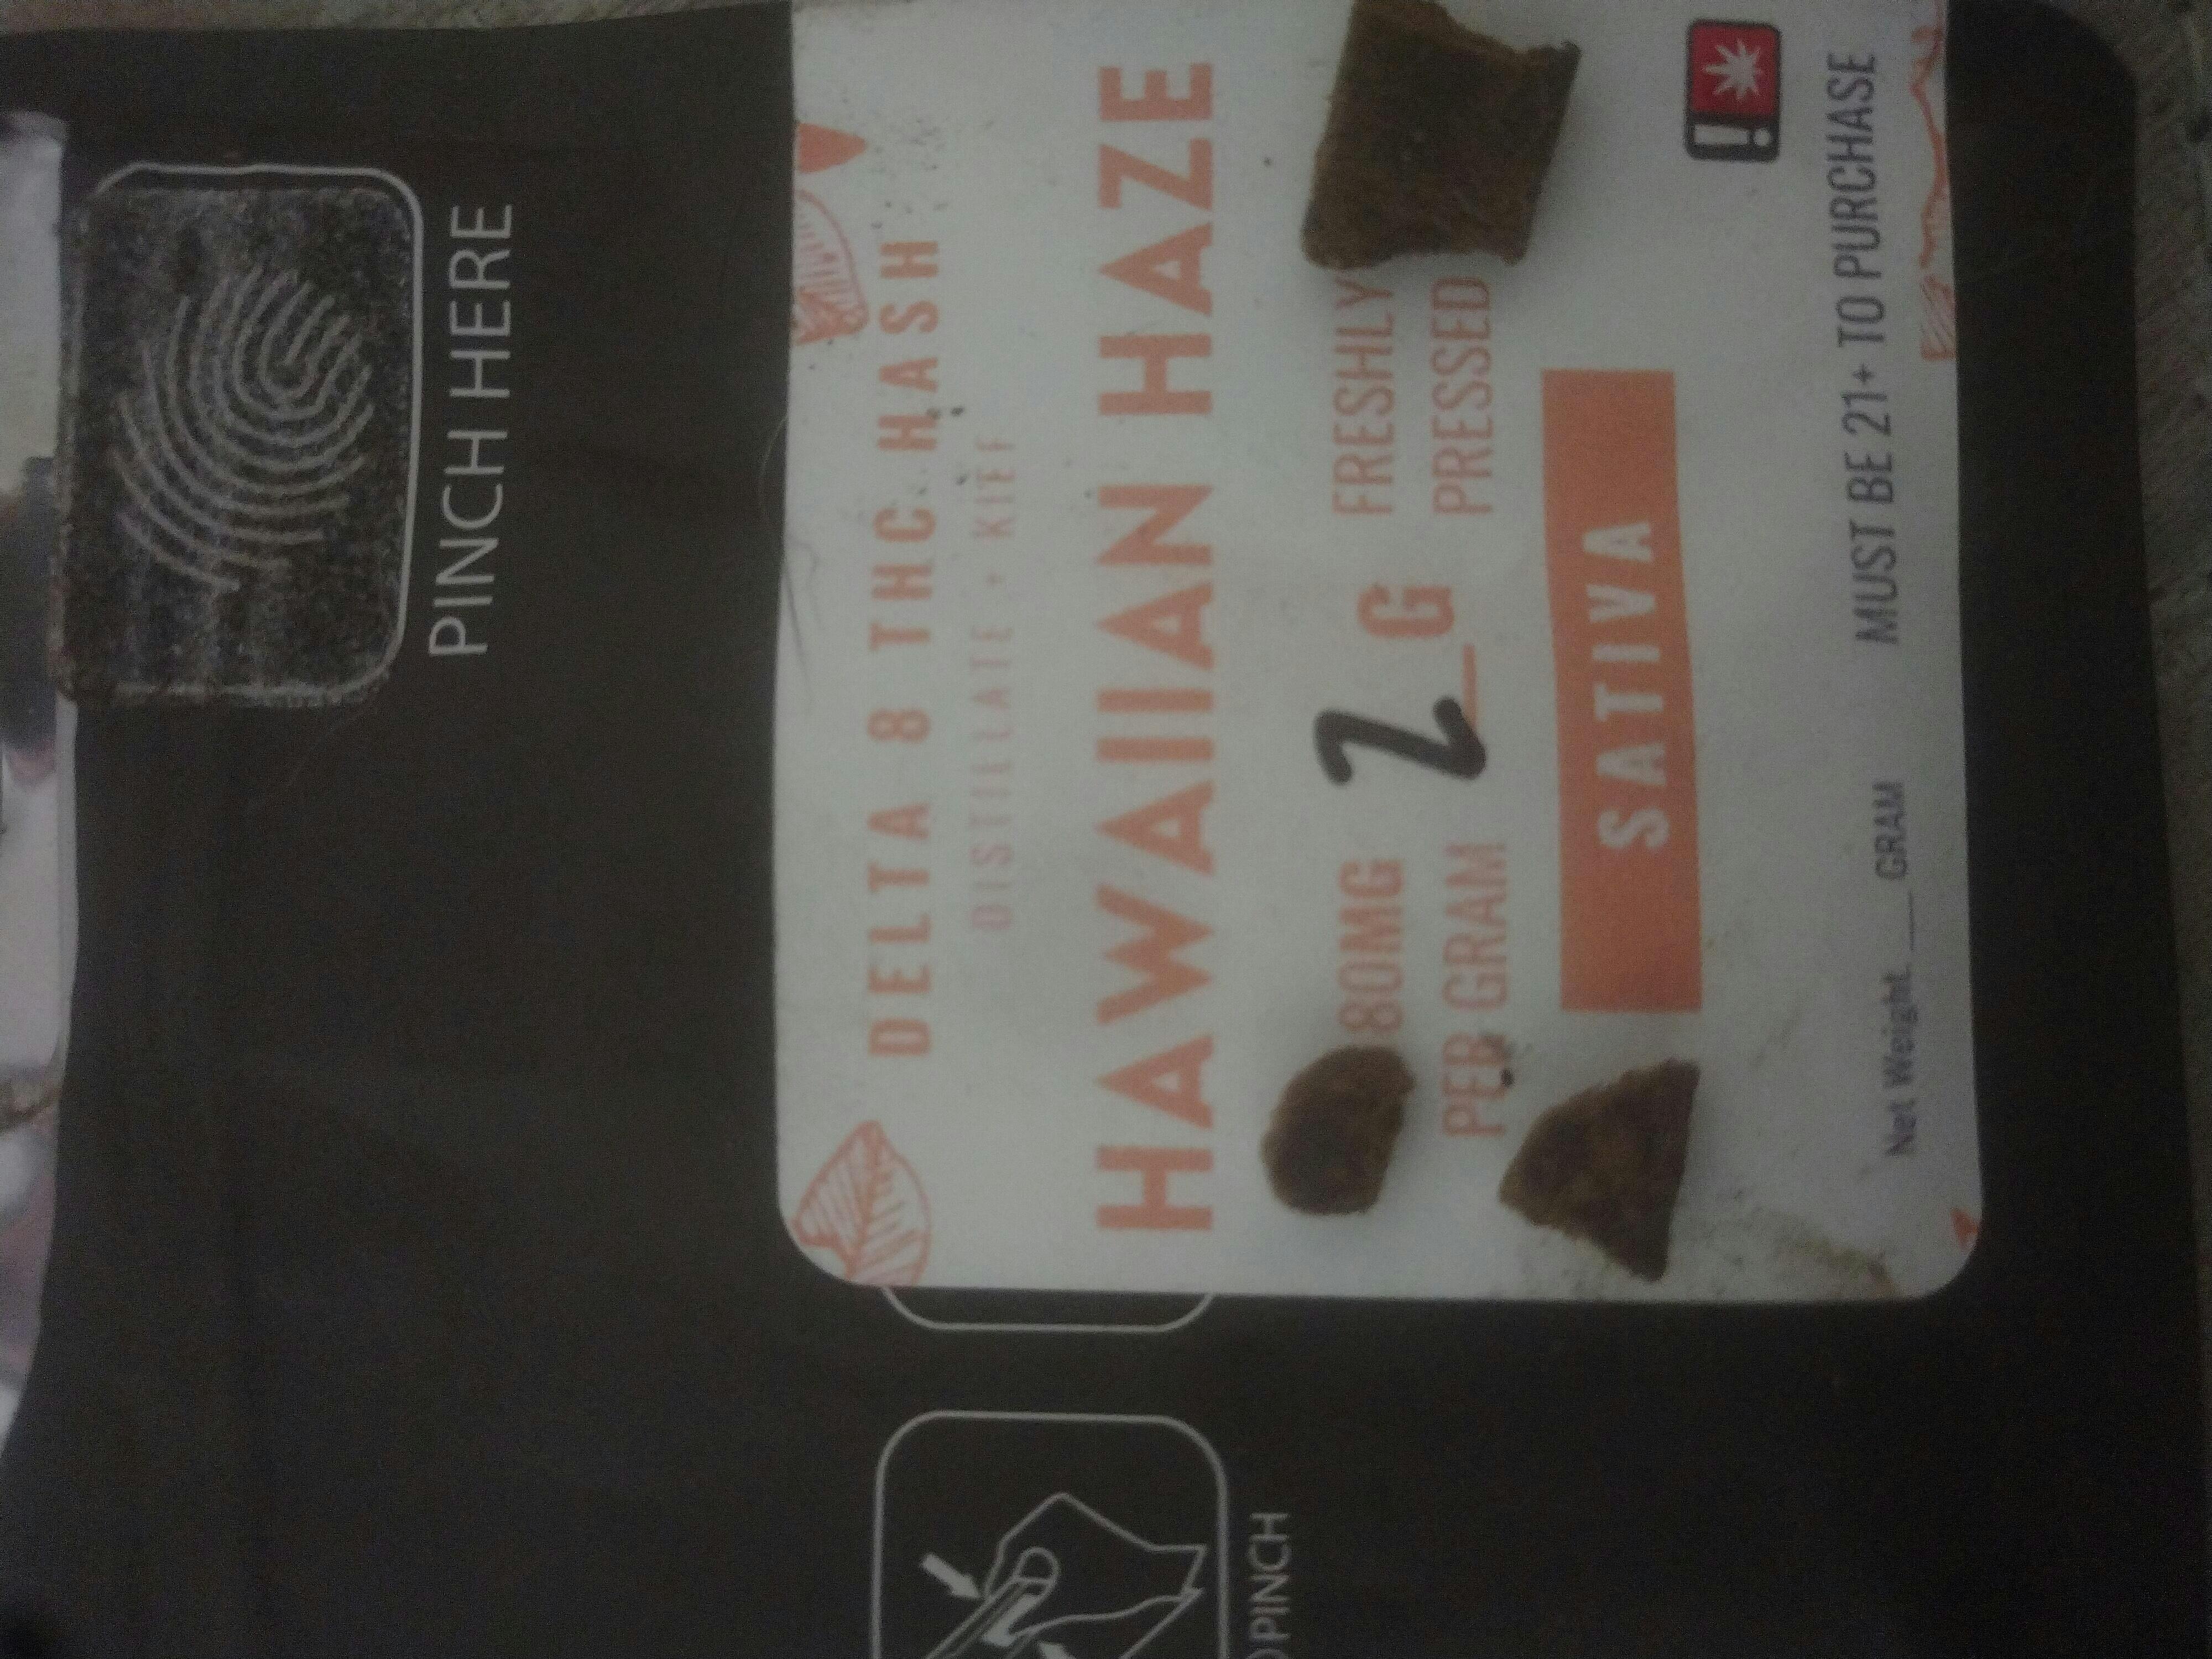 PINCH HERE
DELTA 8 THC HASH
DISTILLATE + KIEF
HAWAIIAN HAZE
80MG
PER GRAM
2 G
FRESHLY
PRESSED
SATIVA
!
Net Weight ___ GRAM
MUST BE 21+ TO PURCHASE
PINCH